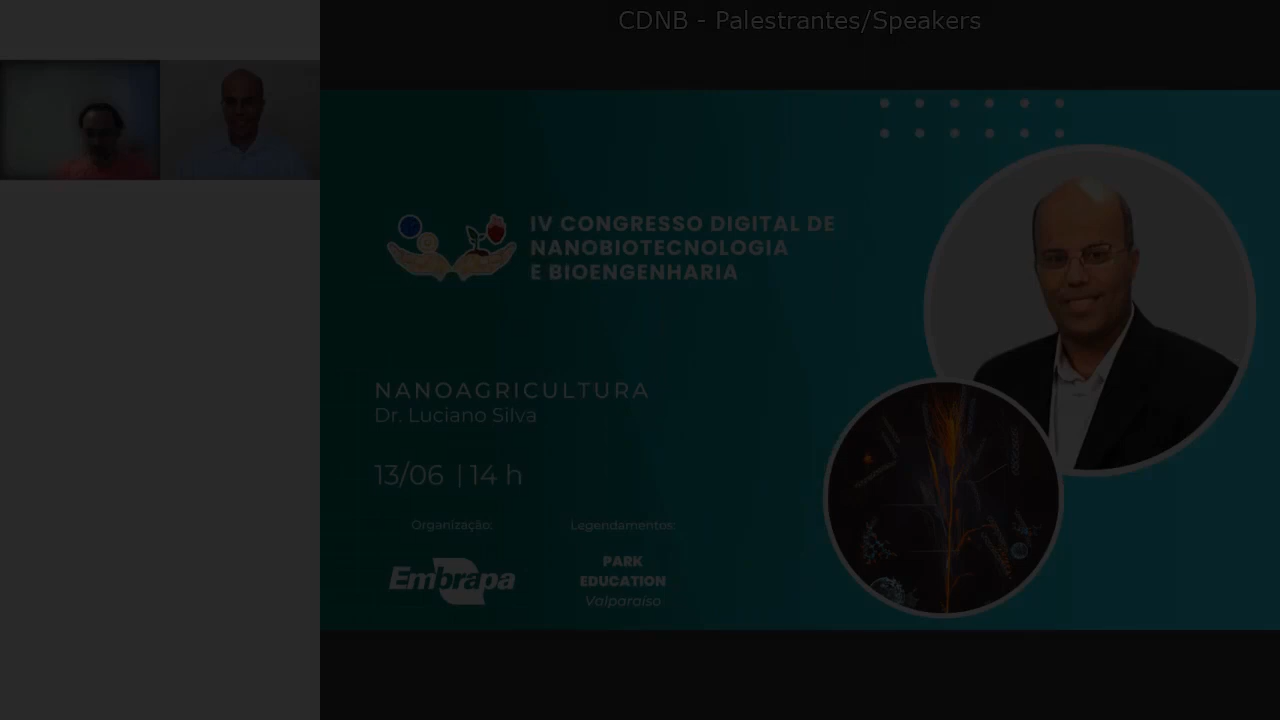 CDNB - Palestrantes/Speakers
IV CONGRESSO DIGITAL DE
NANOBIOTECNOLOGIA
E BIOENGENHARIA
NANOAGRICULTURA
Dr. Luciano Silva
13/06 | 14 h
Organização:
Legendamentos:
Embrapa
PARK
EDUCATION
Valparaíso